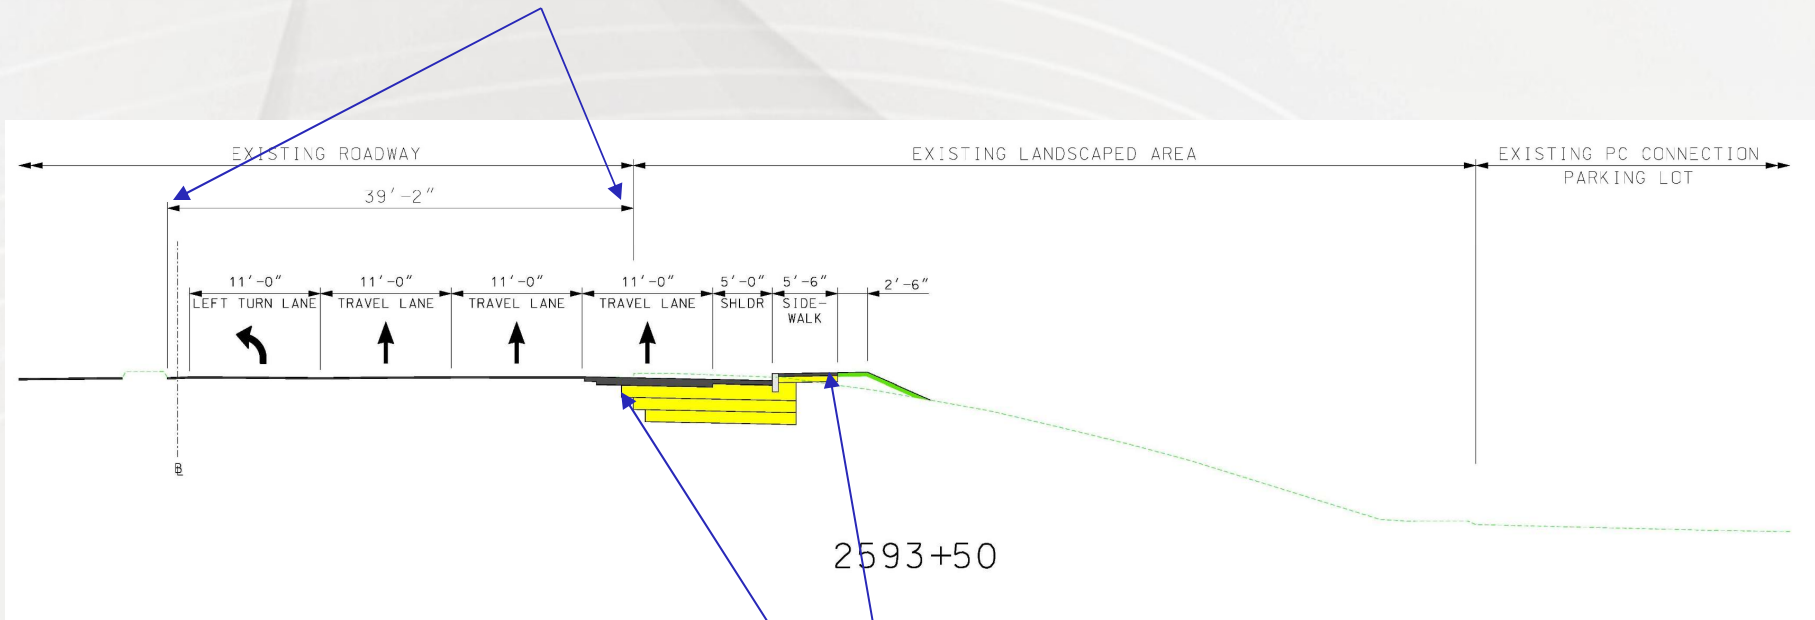 EXISTING ROADWAY
EXISTING LANDSCAPED AREA
EXISTING PC CONNECTION
PARKING LOT
39'-2"
11'-0"
LEFT TURN LANE
11'-0"
TRAVEL LANE
11'-0"
TRAVEL LANE
11'-0"
TRAVEL LANE
5'-0"
SHLDR
5'-6"
SIDE-
WALK
2'-6"
℄
2593+50